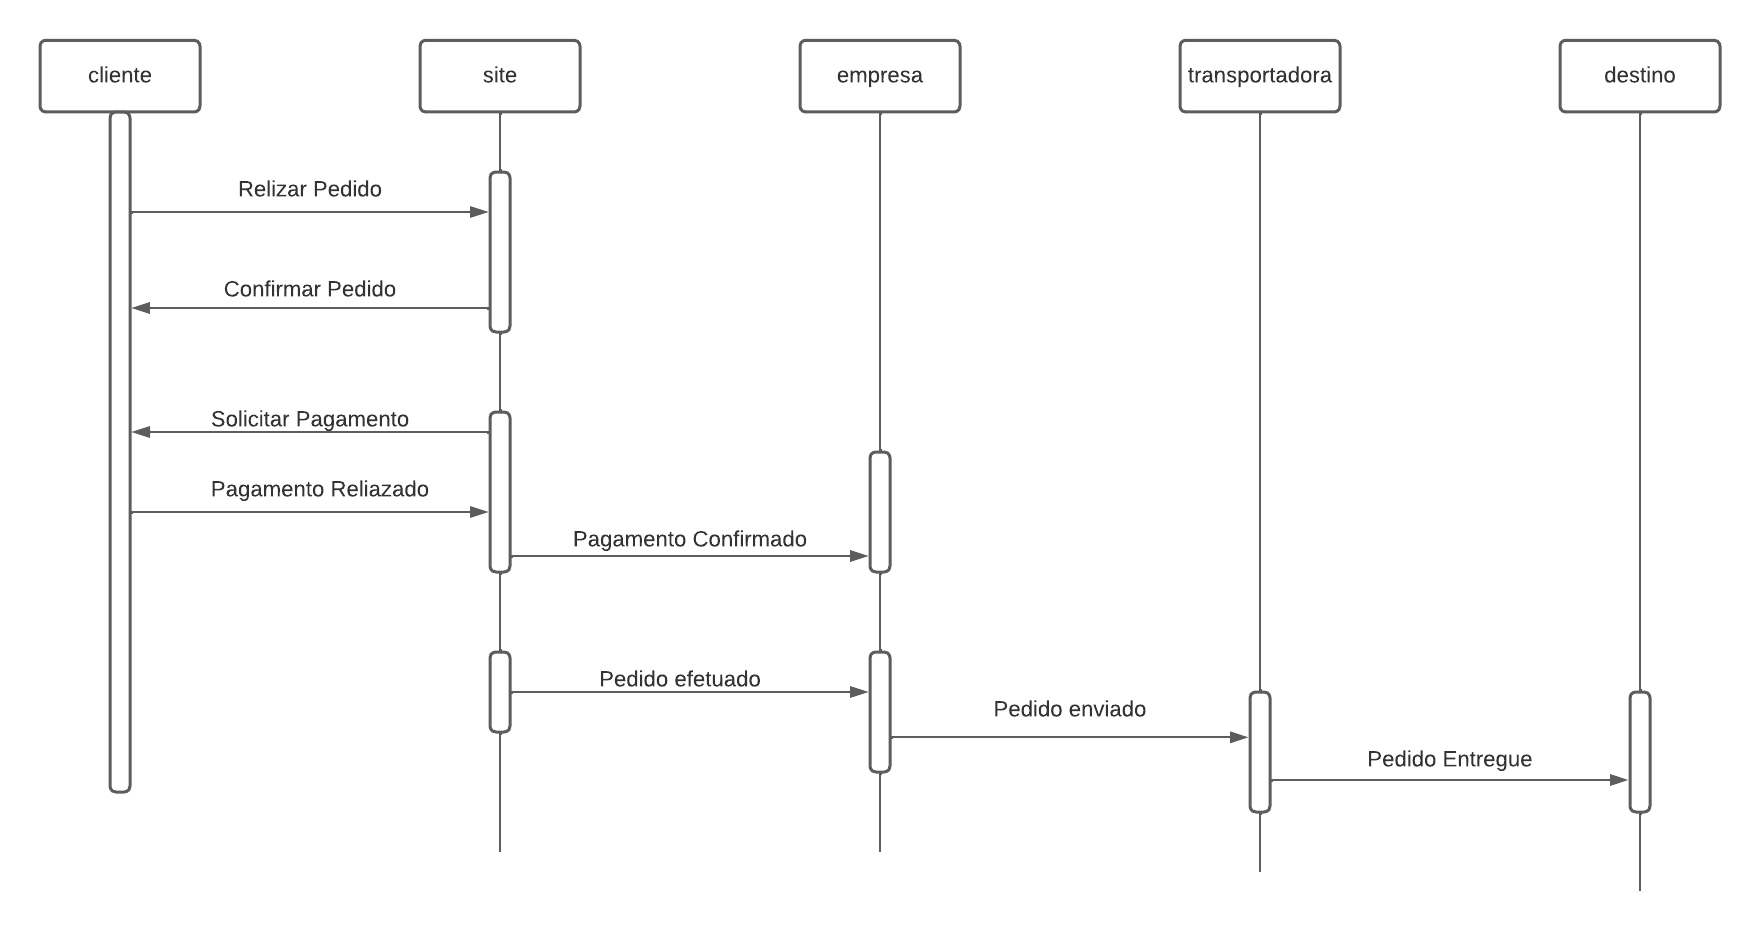 cliente
site
empresa
transportadora
destino
Relizar Pedido
Confirmar Pedido
Solicitar Pagamento
Pagamento Reliazado
Pagamento Confirmado
Pedido efetuado
Pedido enviado
Pedido Entregue